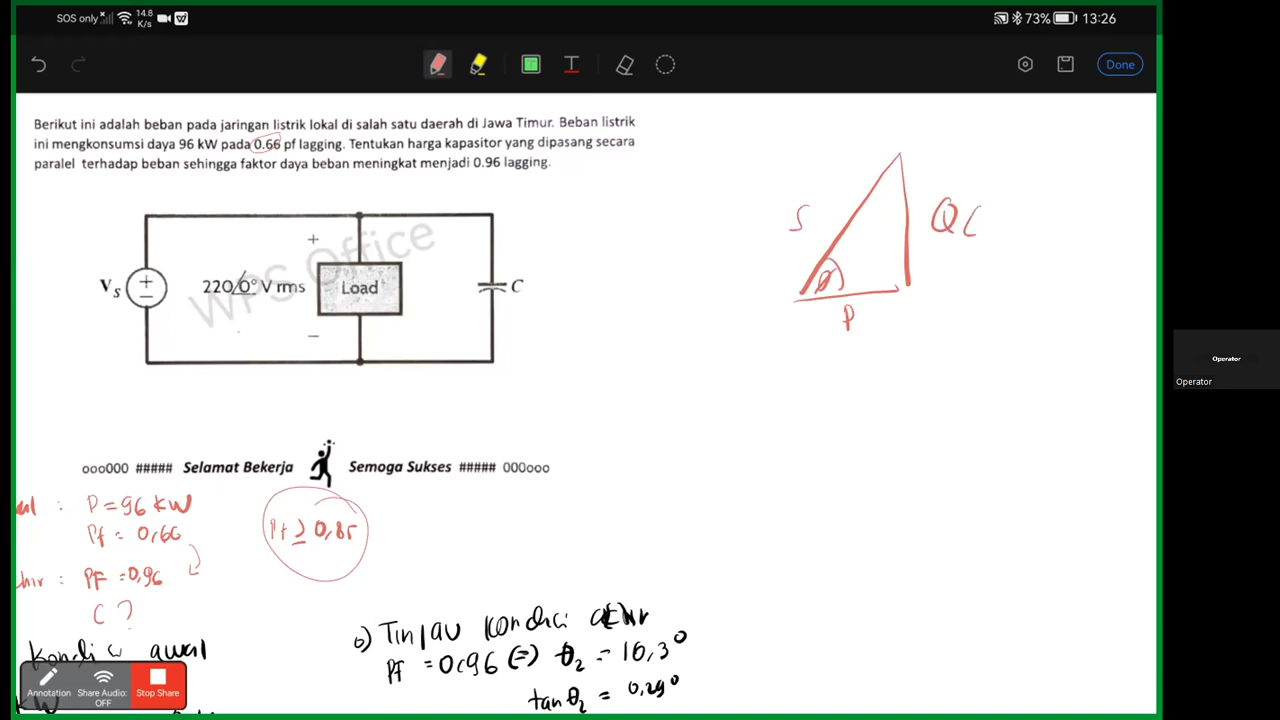 SOS only 14.8 K/s 73% 13:26
Done
Berikut ini adalah beban pada jaringan listrik lokal di salah satu daerah di Jawa Timur. Beban listrik
ini mengkonsumsi daya 96 kW pada 0.66 pf lagging. Tentukan harga kapasitor yang dipasang secara
paralel terhadap beban sehingga faktor daya beban meningkat menjadi 0.96 lagging.
S
QC
P
+
Vs + − 220/0° V rms Load C
−
WPS Office
Operator
Operator
ooo000 ##### Selamat Bekerja Semoga Sukses ##### 000ooo
P = 96 kW
Pf = 0,66
Pf ≥ 0,85
PF = 0,96
C ?
Kondisi awal
o) Tinjau kondisi akhir
Pf = 0,96 => θ₂ = 16,3°
tan θ₂ = 0,29°
Annotation Share Audio: OFF Stop Share
kW